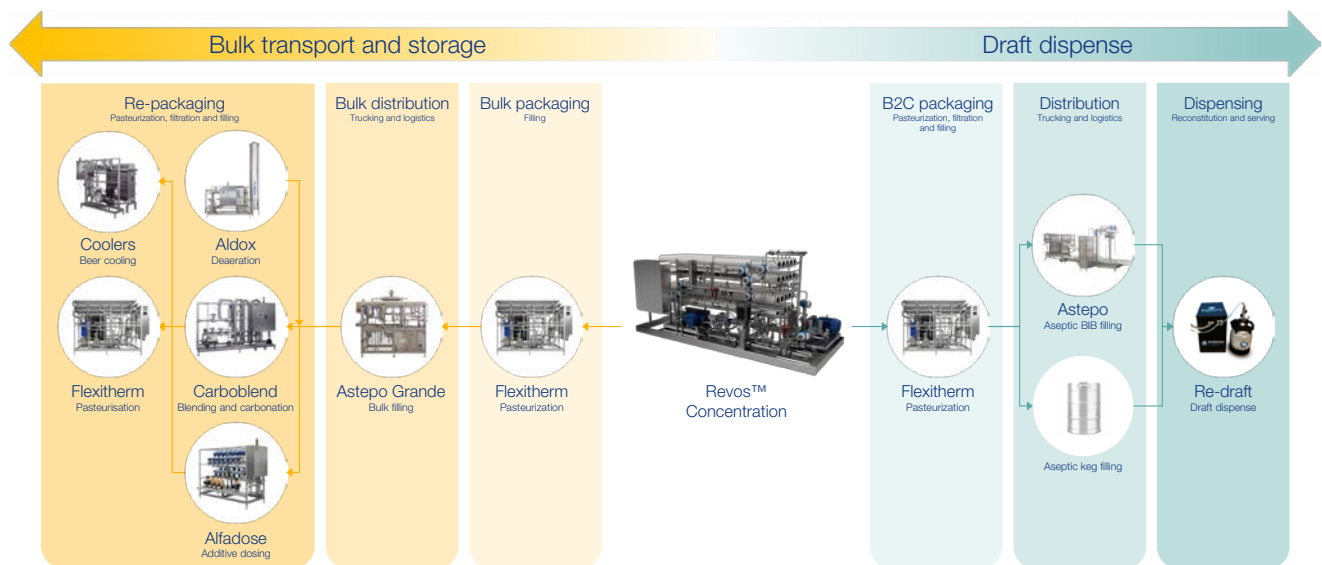 Bulk transport and storage
Draft dispense
Re-packaging
Pasteurization, filtration and filling
Bulk distribution
Trucking and logistics
Bulk packaging
Filling
B2C packaging
Pasteurization, filtration
and filling
Distribution
Trucking and logistics
Dispensing
Reconstitution and serving
Coolers
Beer cooling
Aldox
Deaeration
Flexitherm
Pasteurisation
Carboblend
Blending and carbonation
Alfadose
Additive dosing
Astepo Grande
Bulk filling
Flexitherm
Pasteurization
Revos™
Concentration
Flexitherm
Pasteurization
Astepo
Aseptic BIB filling
Aseptic keg filling
Re-draft
Draft dispense